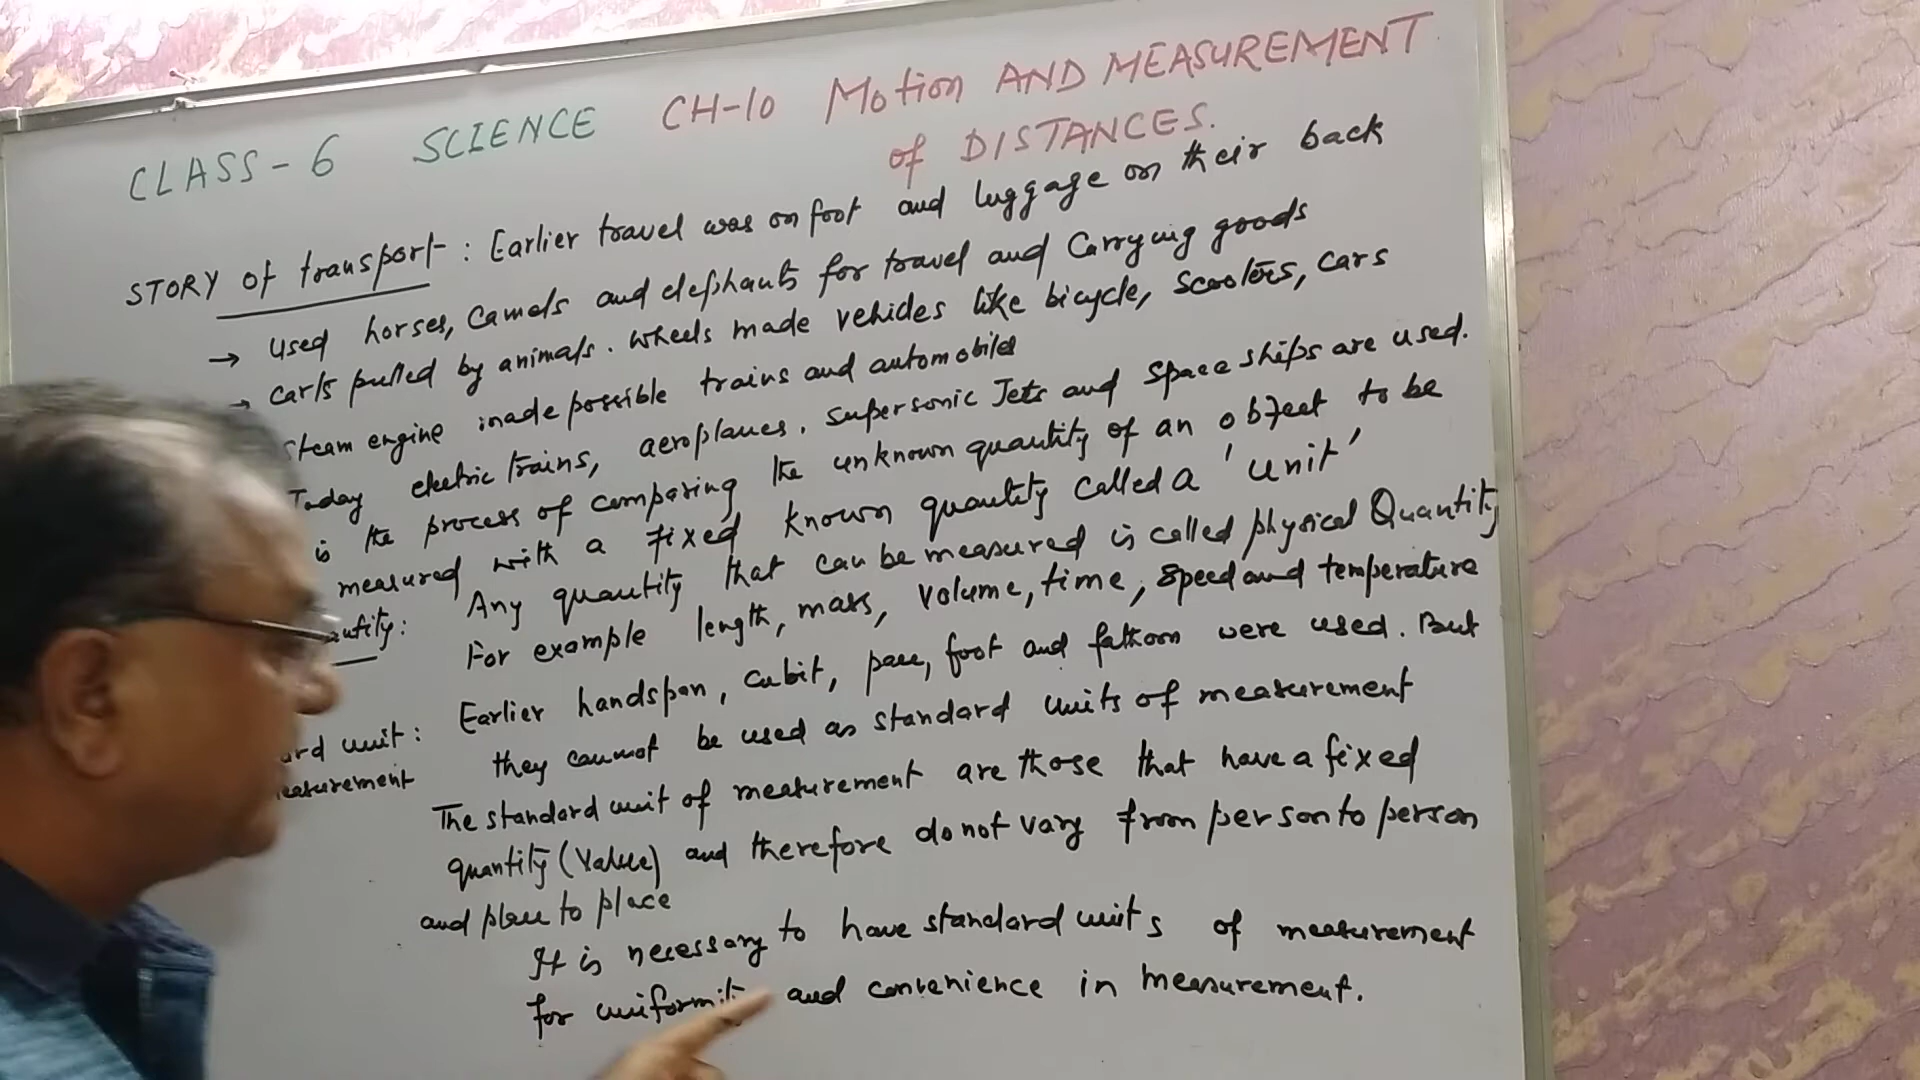 CLASS-6 SCIENCE CH-10 Motion AND MEASUREMENT
of DISTANCES.
STORY of transport : Earlier travel was on foot and luggage on their back
→ Used horses, Camels and elephants for travel and Carrying goods
→ Carts pulled by animals. Wheels made vehicles like bicycle, Scooters, Cars
Steam engine made possible trains and automobiles
Today electric trains, aeroplanes. Supersonic Jets and Space ships are used.
is the process of comparing the unknown quantity of an object to be
measured with a fixed known quantity called a 'unit'
Any quantity that can be measured is called physical Quantity
For example length, mass, volume, time, speed and temperature
unit : Earlier handspan, cubit, pace, foot and fathom were used. But
they cannot be used as standard units of measurement
The standard unit of measurement are those that have a fixed
quantity (Value) and therefore do not vary from person to person
and place to place
It is necessary to have standard units of measurement
for and convenience in measurement.